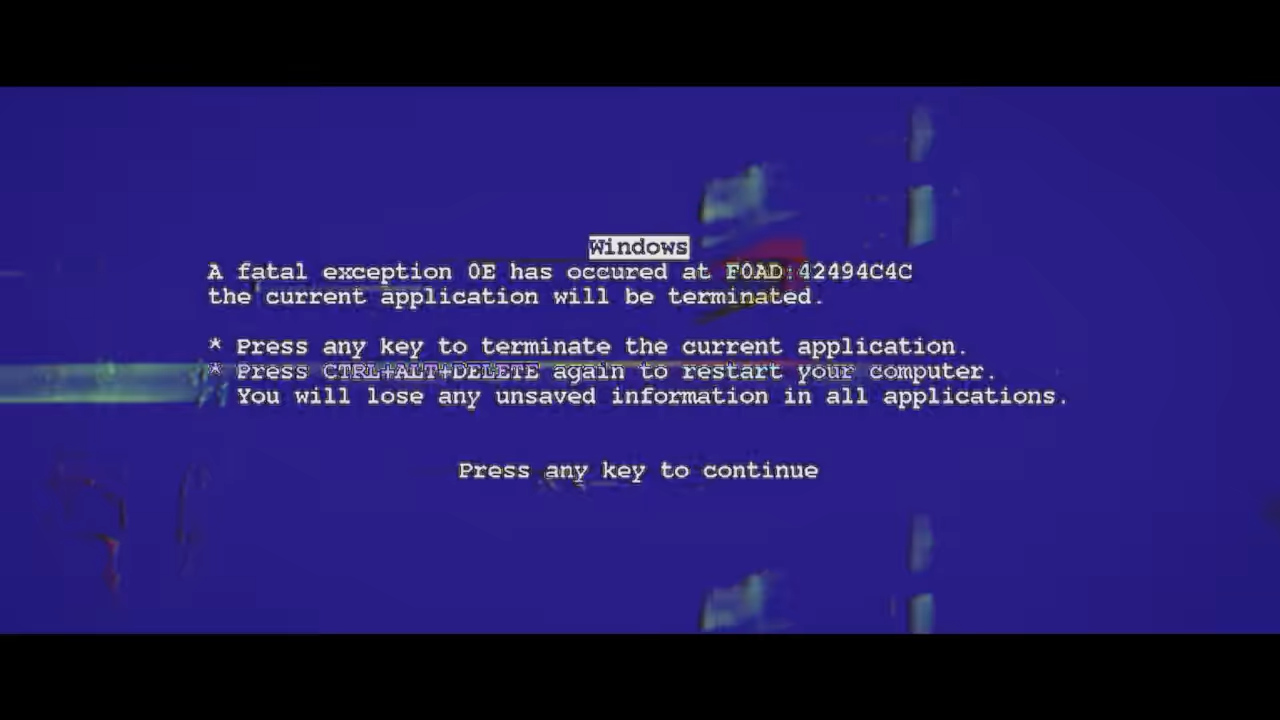 Windows
A fatal exception 0E has occured at F0AD:42494C4C
the current application will be terminated.
* Press any key to terminate the current application.
* Press CTRL+ALT+DELETE again to restart your computer.
You will lose any unsaved information in all applications.
Press any key to continue